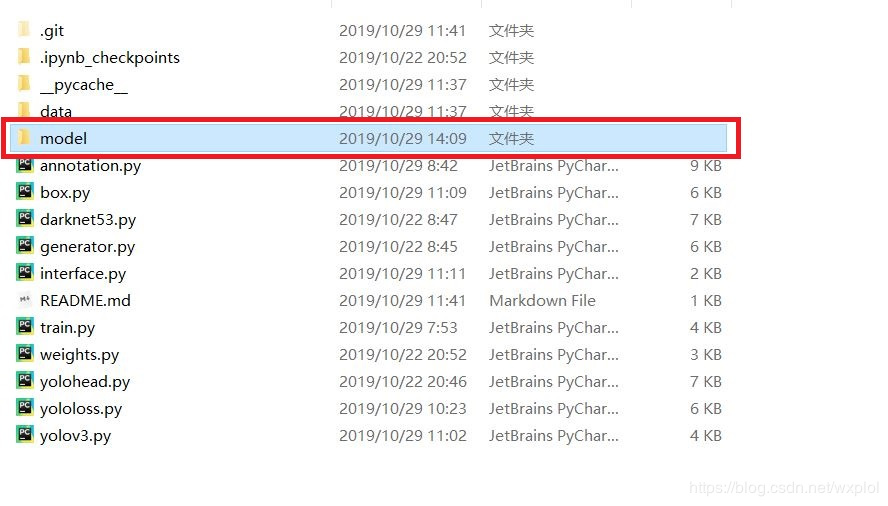 .git 2019/10/29 11:41 文件夹
.ipynb_checkpoints 2019/10/22 20:52 文件夹
__pycache__ 2019/10/29 11:37 文件夹
data 2019/10/29 11:37 文件夹
model 2019/10/29 14:09 文件夹
annotation.py 2019/10/29 8:42 JetBrains PyChar... 9 KB
box.py 2019/10/29 11:09 JetBrains PyChar... 6 KB
darknet53.py 2019/10/22 8:47 JetBrains PyChar... 7 KB
generator.py 2019/10/22 8:45 JetBrains PyChar... 6 KB
interface.py 2019/10/29 11:11 JetBrains PyChar... 2 KB
README.md 2019/10/29 11:41 Markdown File 1 KB
train.py 2019/10/29 7:53 JetBrains PyChar... 4 KB
weights.py 2019/10/22 20:52 JetBrains PyChar... 3 KB
yolohead.py 2019/10/22 20:46 JetBrains PyChar... 7 KB
yololoss.py 2019/10/29 10:23 JetBrains PyChar... 6 KB
yolov3.py 2019/10/29 11:02 JetBrains PyChar... 4 KB
https://blog.csdn.net/wxplol